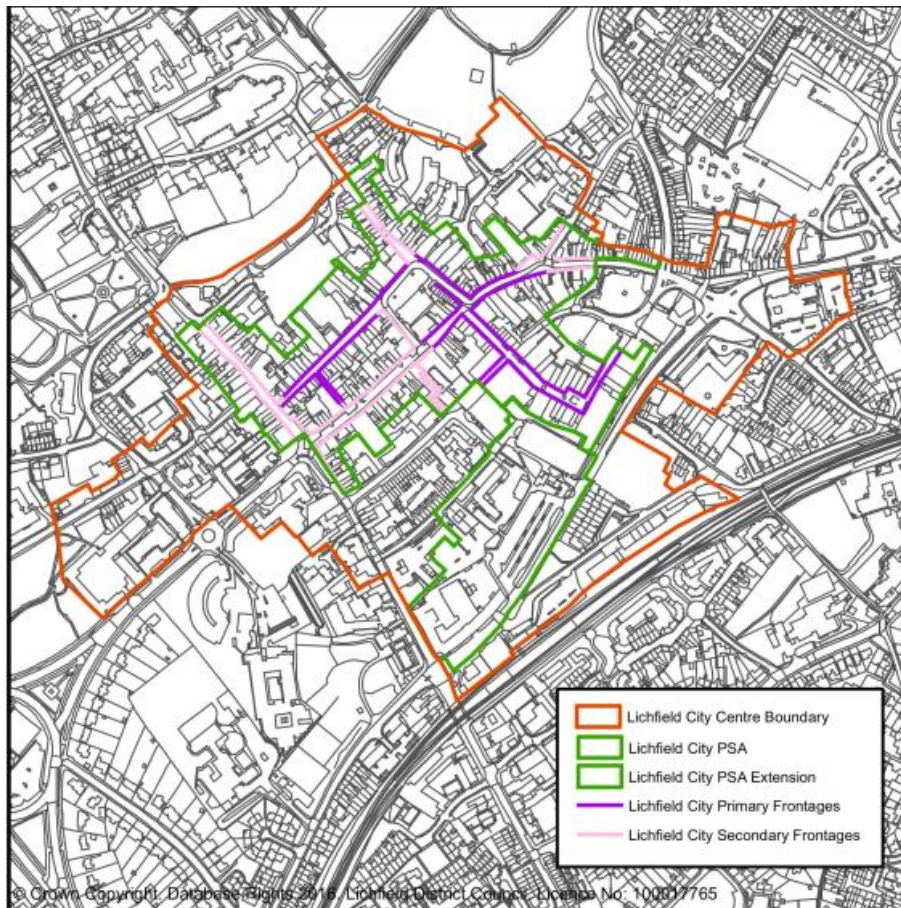 Lichfield City Centre Boundary
Lichfield City PSA
Lichfield City PSA Extension
Lichfield City Primary Frontages
Lichfield City Secondary Frontages
© Crown Copyright. Database Rights 2016. Lichfield District Council. Licence No: 100017765